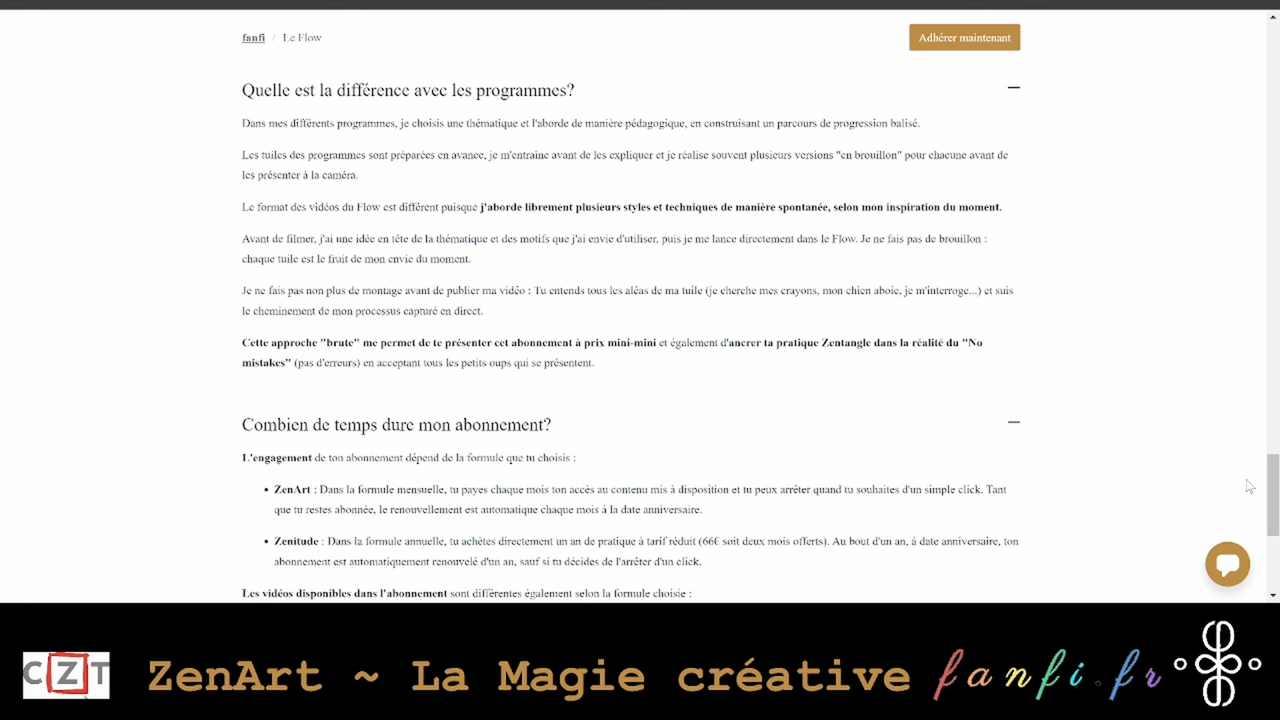 fanfi / Le Flow
Adhérer maintenant
Quelle est la différence avec les programmes?
Dans mes différents programmes, je choisis une thématique et l'aborde de manière pédagogique, en construisant un parcours de progression balisé.
Les tuiles des programmes sont préparées en avance, je m'entraîne avant de les expliquer et je réalise souvent plusieurs versions "en brouillon" pour chacune avant de
les présenter à la caméra.
Le format des vidéos du Flow est différent puisque j'aborde librement plusieurs styles et techniques de manière spontanée, selon mon inspiration du moment.
Avant de filmer, j'ai une idée en tête de la thématique et des motifs que j'ai envie d'utiliser, puis je me lance directement dans le Flow. Je ne fais pas de brouillon :
chaque tuile est le fruit de mon envie du moment.
Je ne fais pas non plus de montage avant de publier ma vidéo : Tu entends tous les aléas de ma tuile (je cherche mes crayons, mon chien aboie, je m'interroge...) et suis
le cheminement de mon processus capturé en direct.
Cette approche "brute" me permet de te présenter cet abonnement à prix mini-mini et également d'ancrer ta pratique Zentangle dans la réalité du "No
mistakes" (pas d'erreurs) en acceptant tous les petits oups qui se présentent.
Combien de temps dure mon abonnement?
L'engagement de ton abonnement dépend de la formule que tu choisis :
• ZenArt : Dans la formule mensuelle, tu payes chaque mois ton accès au contenu mis à disposition et tu peux arrêter quand tu souhaites d'un simple click. Tant
que tu restes abonnée, le renouvellement est automatique chaque mois à la date anniversaire.
• Zenitude : Dans la formule annuelle, tu achètes directement un an de pratique à tarif réduit (66€ soit deux mois offerts). Au bout d'un an, à date anniversaire, ton
abonnement est automatiquement renouvelé d'un an, sauf si tu décides de l'arrêter d'un click.
Les vidéos disponibles dans l'abonnement sont différentes également selon la formule choisie :
CZT ZenArt ~ La Magie créative fanfi.fr